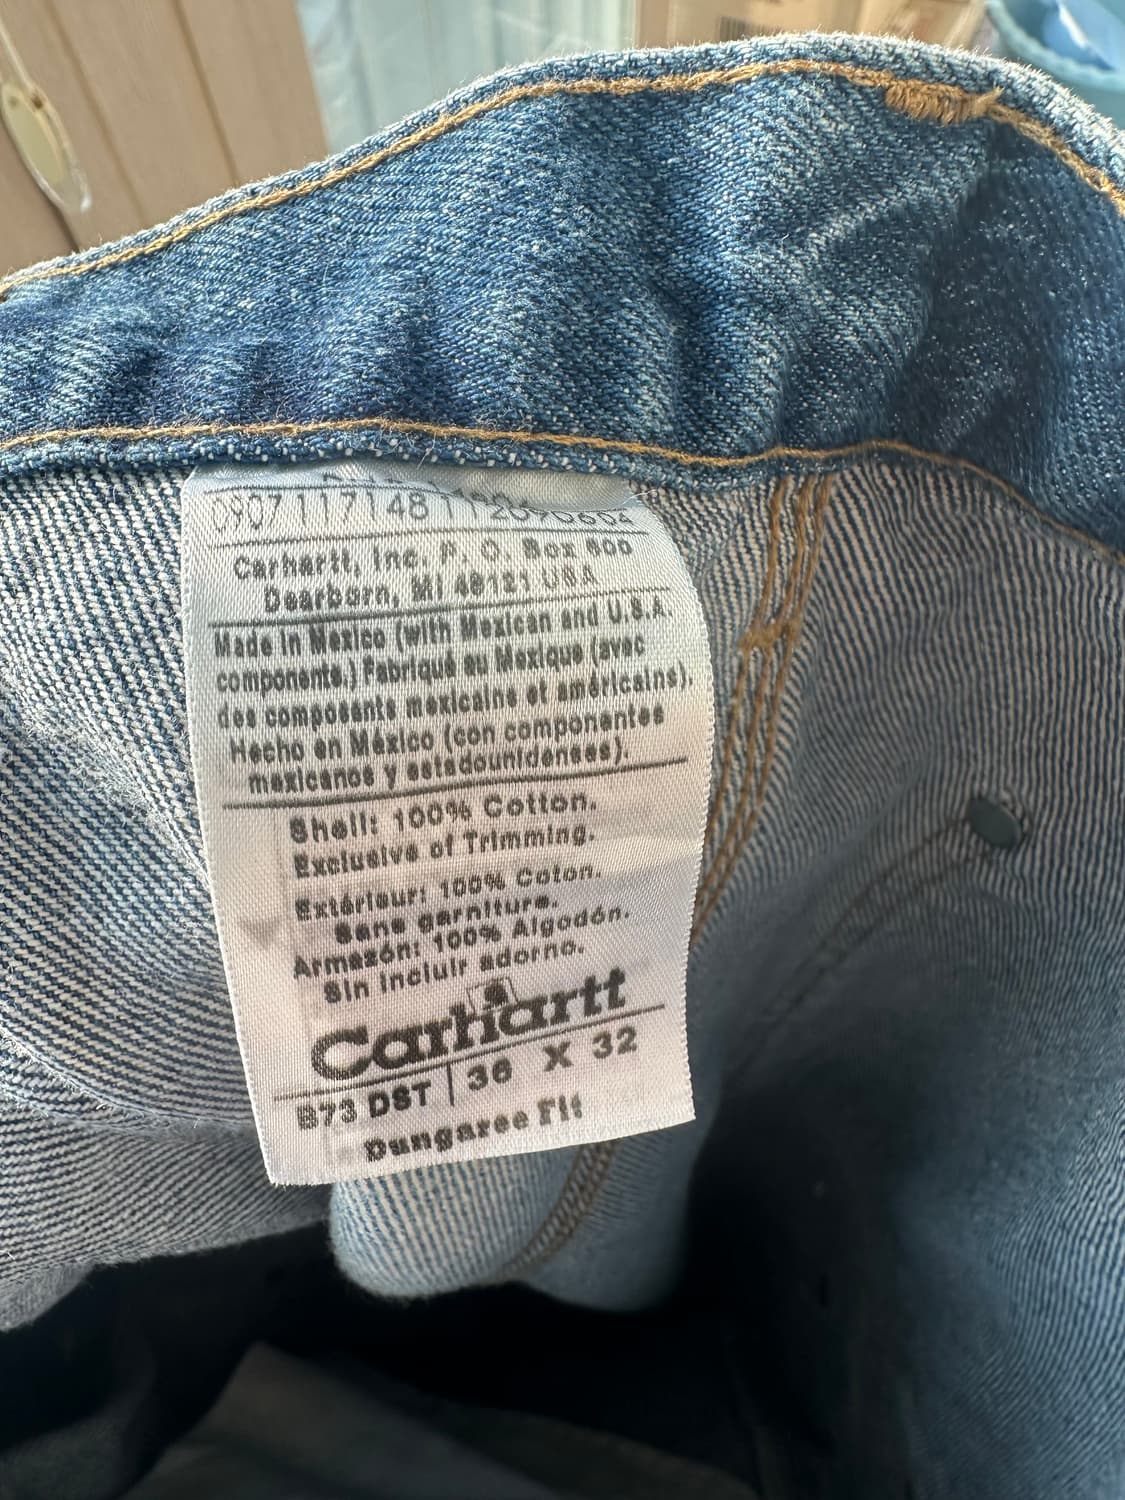 0907117148
Carhartt, Inc. P. O. Box 600
Dearborn, MI 48121 USA
Made in Mexico (with Mexican and U.S.A.
components.) Fabriqué au Mexique (avec
des composants mexicains et américains).
Hecho en México (con componentes
mexicanos y estadounidenses).
Shell: 100% Cotton.
Exclusive of Trimming.
Extérieur: 100% Coton.
Sans garniture.
Armazón: 100% Algodón.
Sin incluir adorno.
Carhartt
B73 DST | 36 X 32
Dungaree Fit